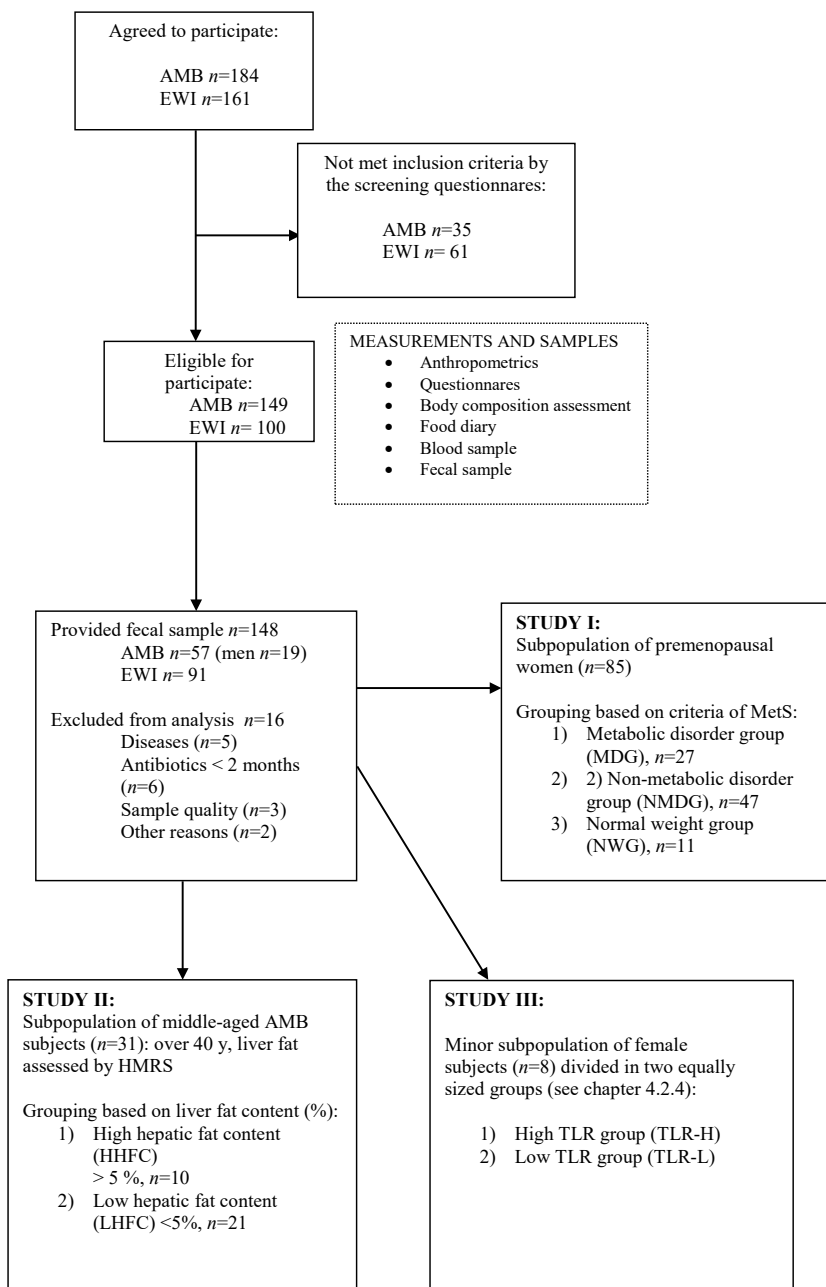 Agreed to participate:
AMB n=184
EWI n=161
Not met inclusion criteria by
the screening questionnares:
AMB n=35
EWI n= 61
Eligible for
participate:
AMB n=149
EWI n= 100
MEASUREMENTS AND SAMPLES
• Anthropometrics
• Questionnares
• Body composition assessment
• Food diary
• Blood sample
• Fecal sample
Provided fecal sample n=148
AMB n=57 (men n=19)
EWI n= 91
Excluded from analysis n=16
Diseases (n=5)
Antibiotics < 2 months
(n=6)
Sample quality (n=3)
Other reasons (n=2)
STUDY I:
Subpopulation of premenopausal
women (n=85)
Grouping based on criteria of MetS:
1) Metabolic disorder group
(MDG), n=27
2) 2) Non-metabolic disorder
group (NMDG), n=47
3) Normal weight group
(NWG), n=11
STUDY II:
Subpopulation of middle-aged AMB
subjects (n=31): over 40 y, liver fat
assessed by HMRS
Grouping based on liver fat content (%):
1) High hepatic fat content
(HHFC)
> 5 %, n=10
2) Low hepatic fat content
(LHFC) <5%, n=21
STUDY III:
Minor subpopulation of female
subjects (n=8) divided in two equally
sized groups (see chapter 4.2.4):
1) High TLR group (TLR-H)
2) Low TLR group (TLR-L)